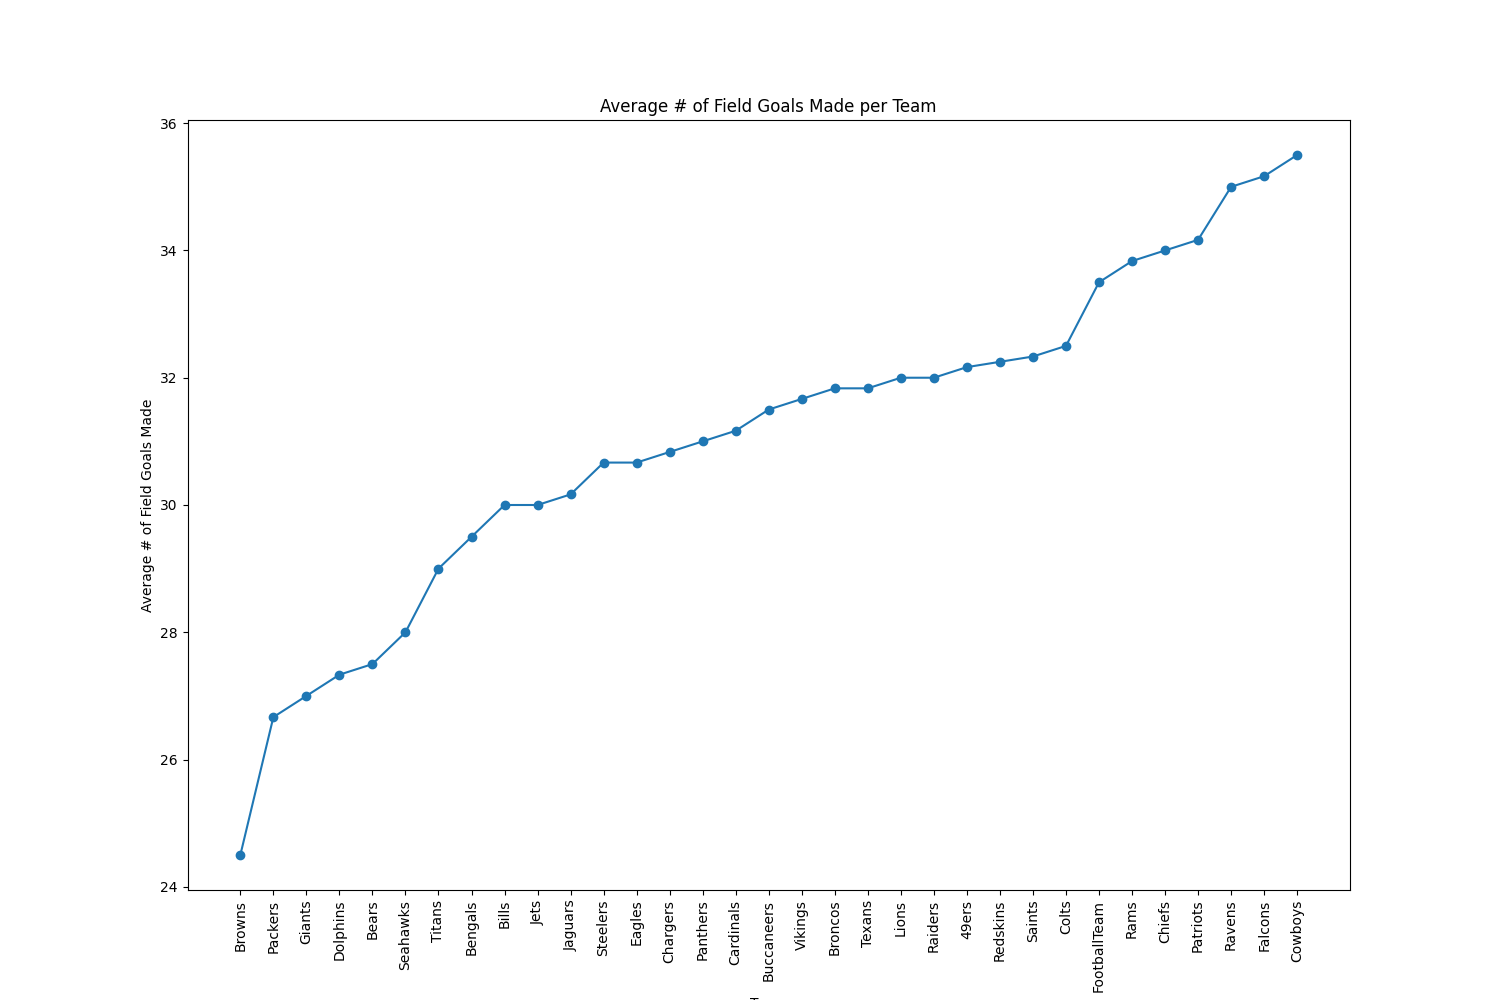 Average # of Field Goals Made per Team
Average # of Field Goals Made
36
34
32
30
28
26
24
Browns
Packers
Giants
Dolphins
Bears
Seahawks
Titans
Bengals
Bills
Jets
Jaguars
Steelers
Eagles
Chargers
Panthers
Cardinals
Buccaneers
Vikings
Broncos
Texans
Lions
Raiders
49ers
Redskins
Saints
Colts
FootballTeam
Rams
Chiefs
Patriots
Ravens
Falcons
Cowboys